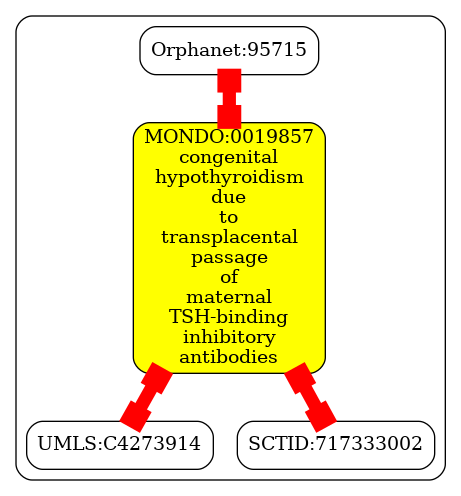 Orphanet:95715
MONDO:0019857
congenital
hypothyroidism
due
to
transplacental
passage
of
maternal
TSH-binding
inhibitory
antibodies
UMLS:C4273914
SCTID:717333002